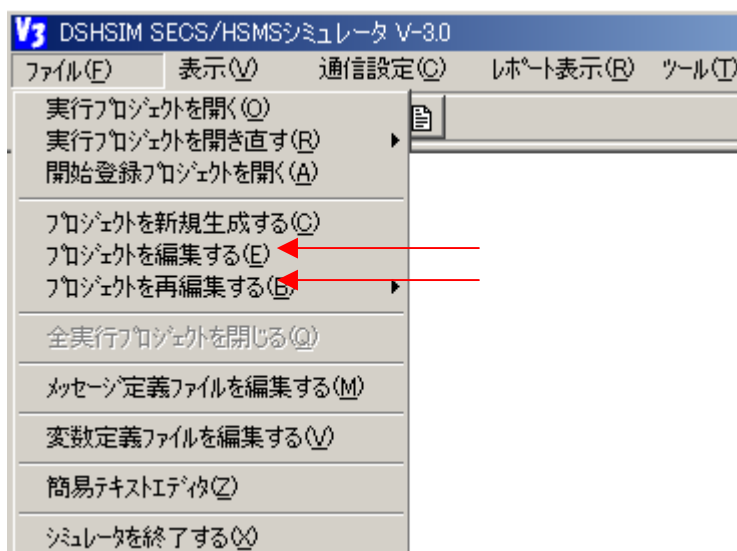 V3 DSHSIM SECS/HSMSｼﾐｭﾚｰﾀ V-3.0
ﾌｧｲﾙ(F) 表示(V) 通信設定(C) ﾚﾎﾟｰﾄ表示(R) ﾂｰﾙ(T)
実行ﾌﾟﾛｼﾞｪｸﾄを開く(O)
実行ﾌﾟﾛｼﾞｪｸﾄを開き直す(R)
開始登録ﾌﾟﾛｼﾞｪｸﾄを開く(A)
ﾌﾟﾛｼﾞｪｸﾄを新規生成する(C)
ﾌﾟﾛｼﾞｪｸﾄを編集する(E)
ﾌﾟﾛｼﾞｪｸﾄを再編集する(B)
全実行ﾌﾟﾛｼﾞｪｸﾄを閉じる(Q)
ﾒｯｾｰｼﾞ定義ﾌｧｲﾙを編集する(M)
変数定義ﾌｧｲﾙを編集する(V)
簡易ﾃｷｽﾄｴﾃﾞｨﾀ(Z)
ｼﾐｭﾚｰﾀを終了する(X)